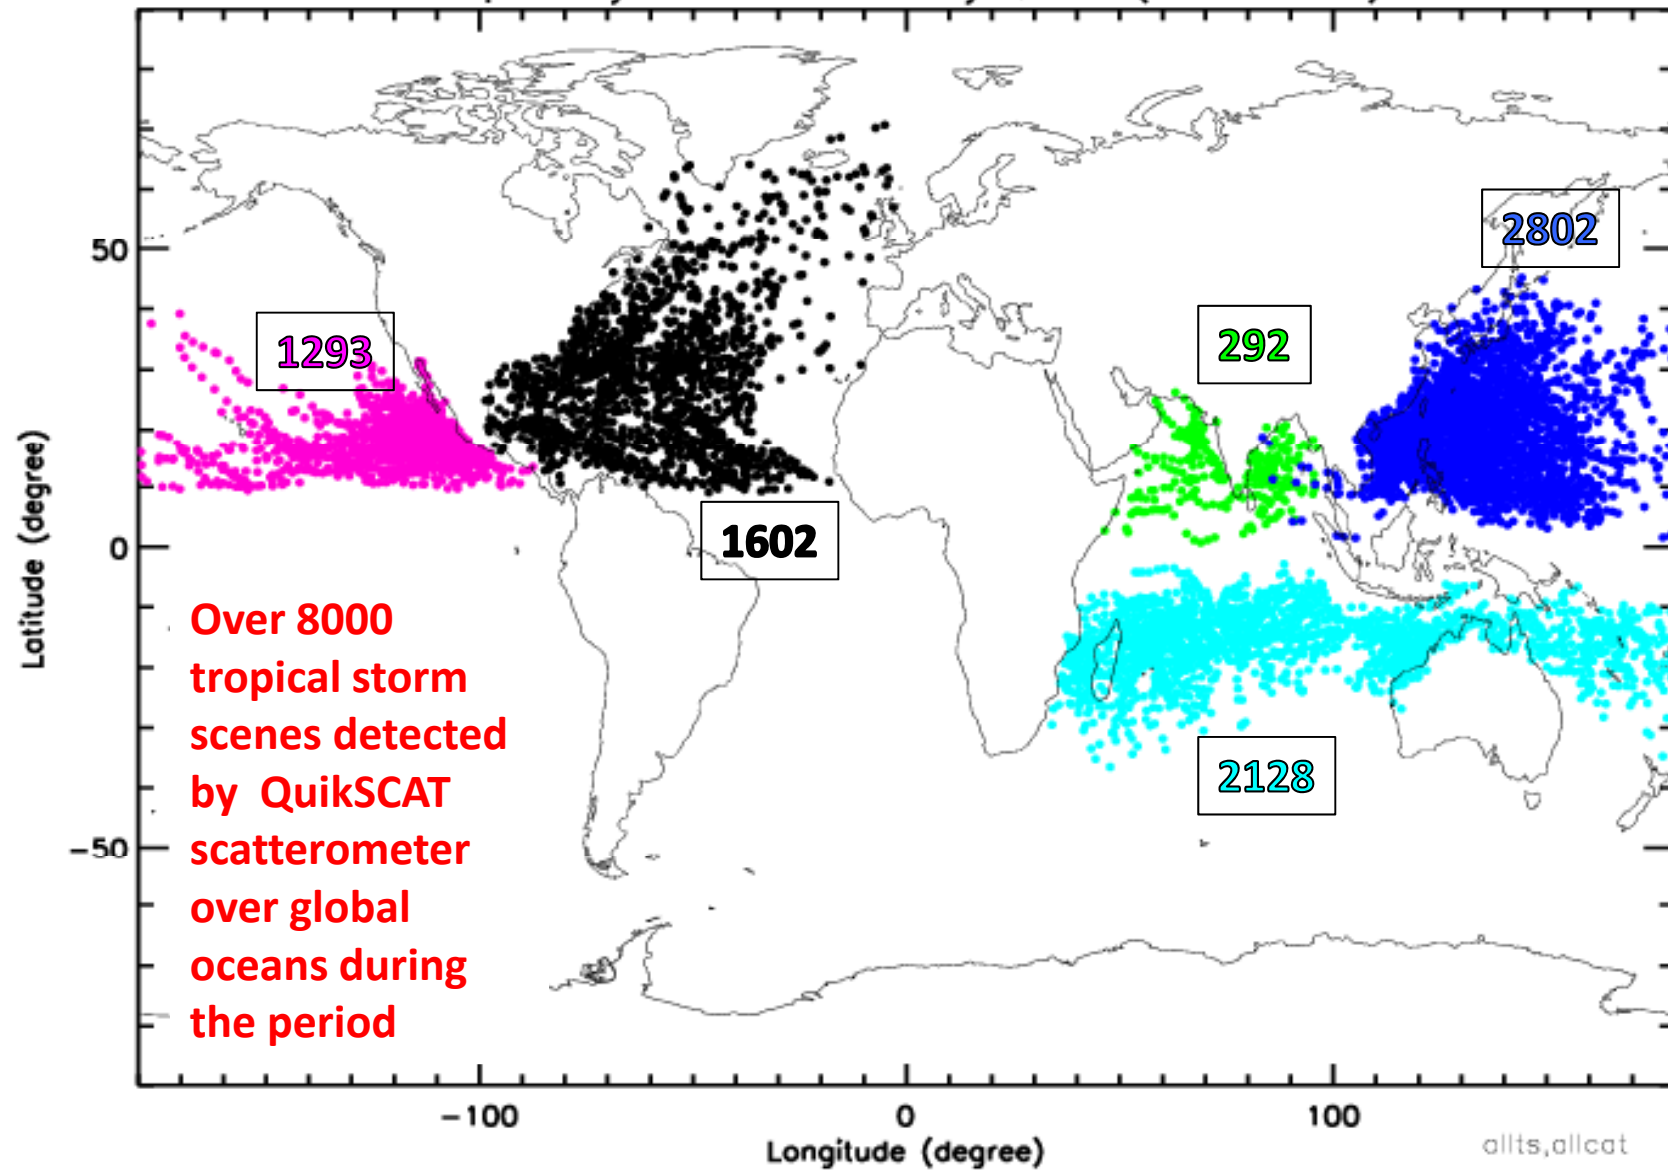 50
2802
1293
292
0
1602
Latitude (degree)
Over 8000
tropical storm
scenes detected
by QuikSCAT
scatterometer
over global
oceans during
the period
2128
-50
-100
0
100
Longitude (degree)
allts,allcat